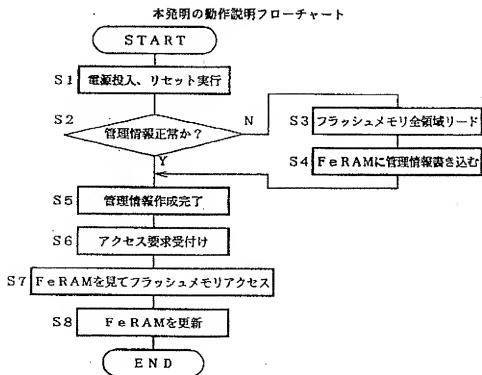 本発明の動作説明フローチャート
START
S1 電源投入、リセット実行
S2 管理情報正常か?
N
Y
S3 フラッシュメモリ全領域リード
S4 FeRAMに管理情報書き込む
S5 管理情報作成完了
S6 アクセス要求受付け
S7 FeRAMを見てフラッシュメモリアクセス
S8 FeRAMを更新
END